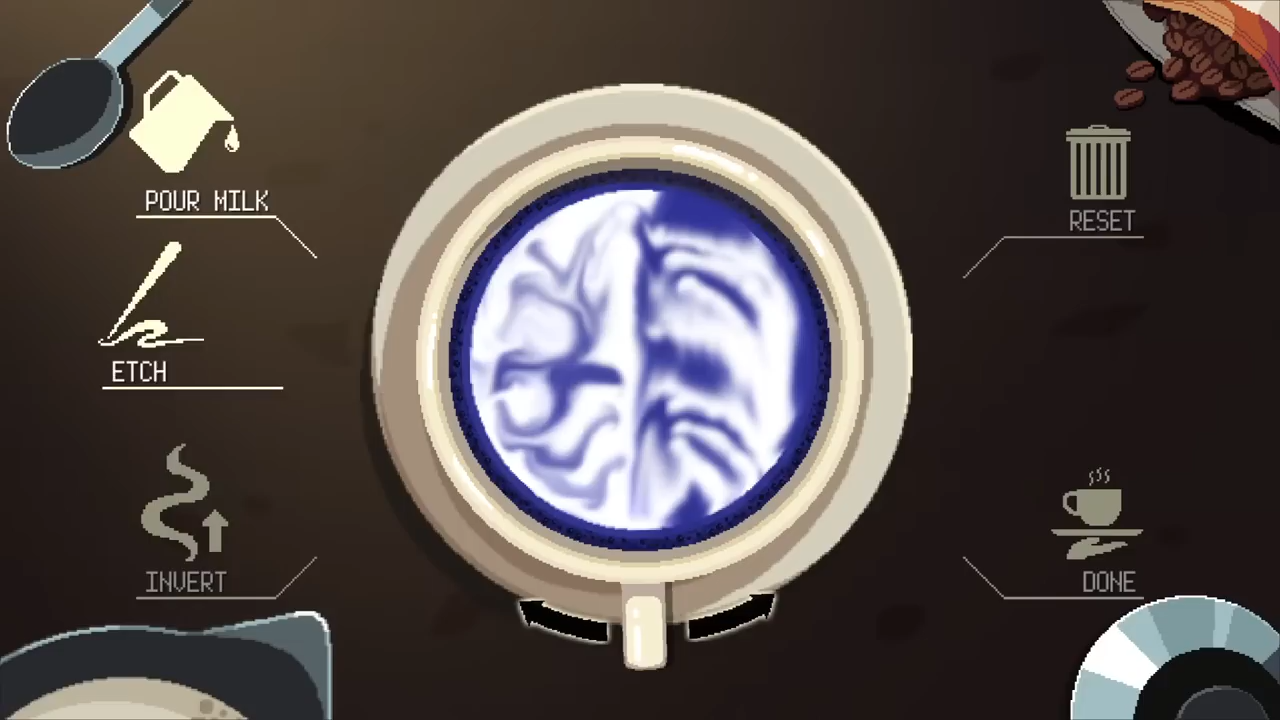 POUR MILK
RESET
ETCH
INVERT
DONE